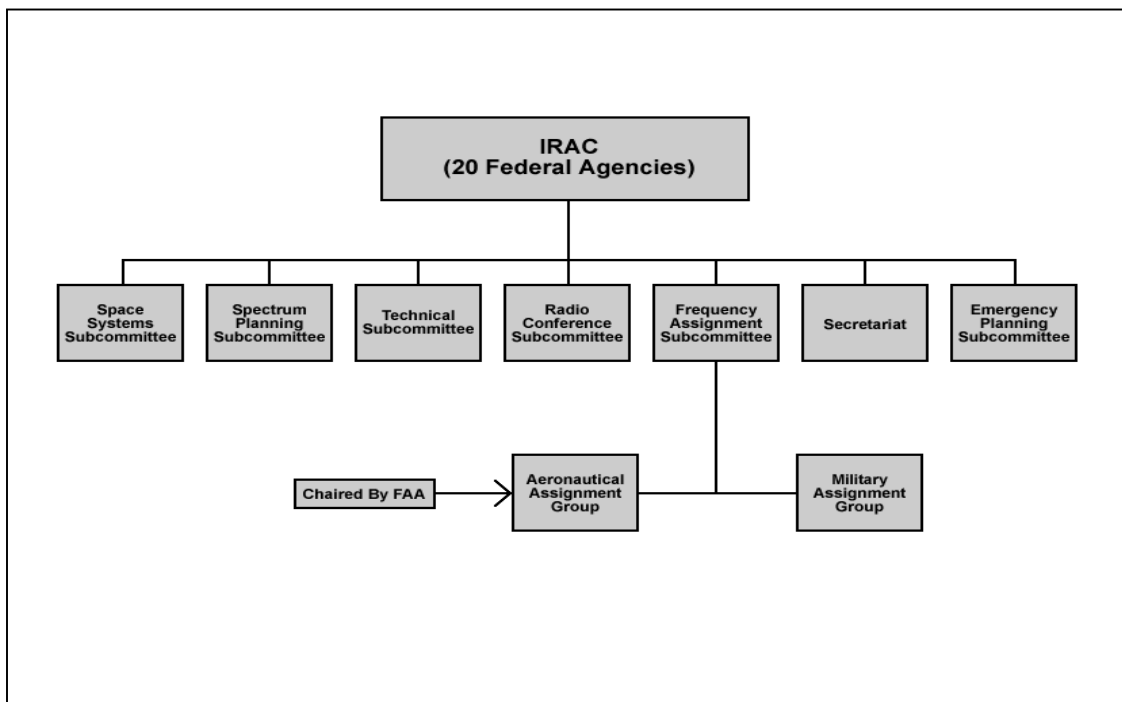 IRAC
(20 Federal Agencies)
Space
Systems
Subcommittee
Spectrum
Planning
Subcommittee
Technical
Subcommittee
Radio
Conference
Subcommittee
Frequency
Assignment
Subcommittee
Secretariat
Emergency
Planning
Subcommittee
Chaired By FAA
Aeronautical
Assignment
Group
Military
Assignment
Group